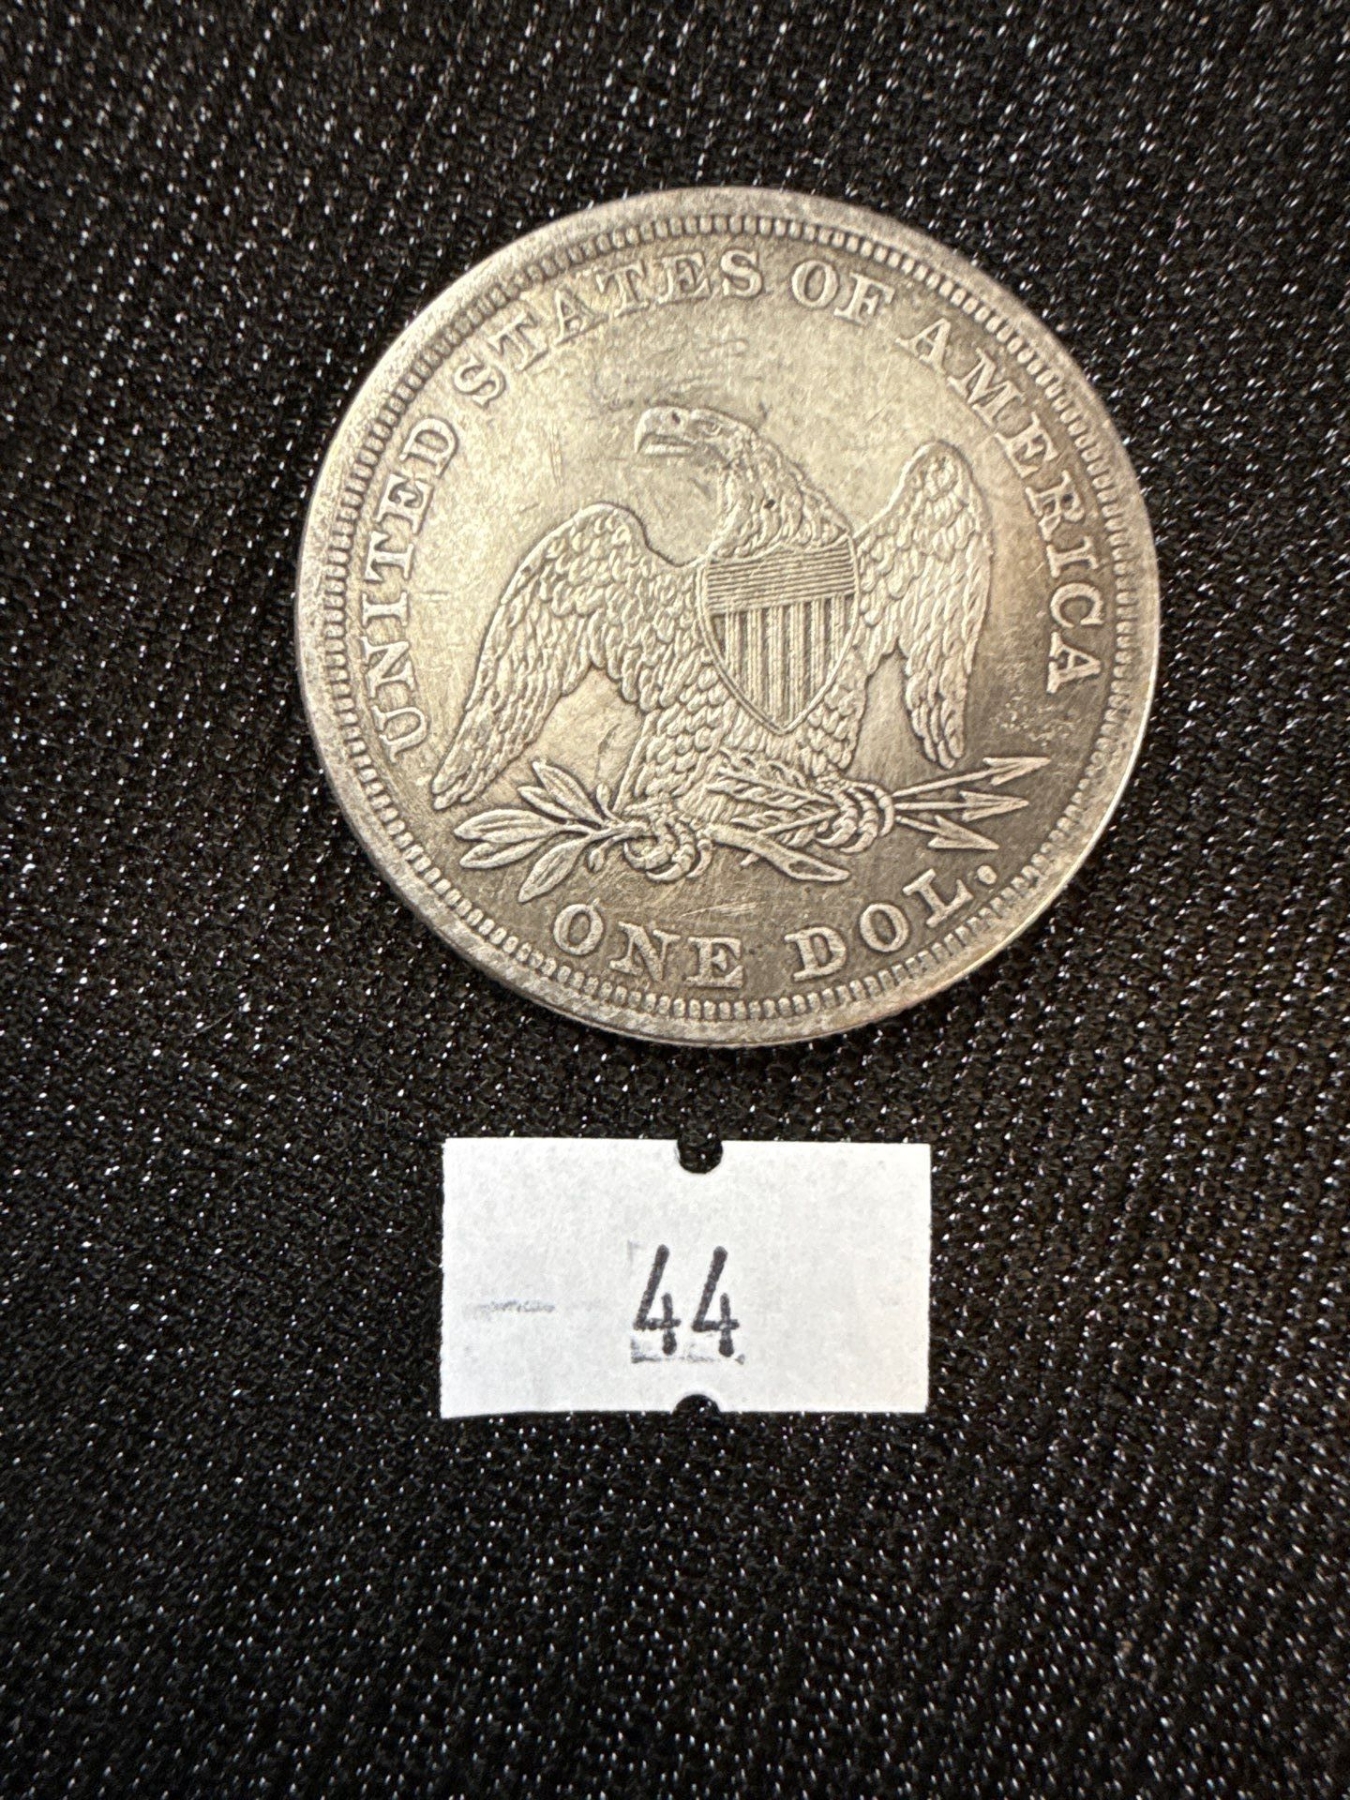 UNITED STATES OF AMERICA
ONE DOL.
44